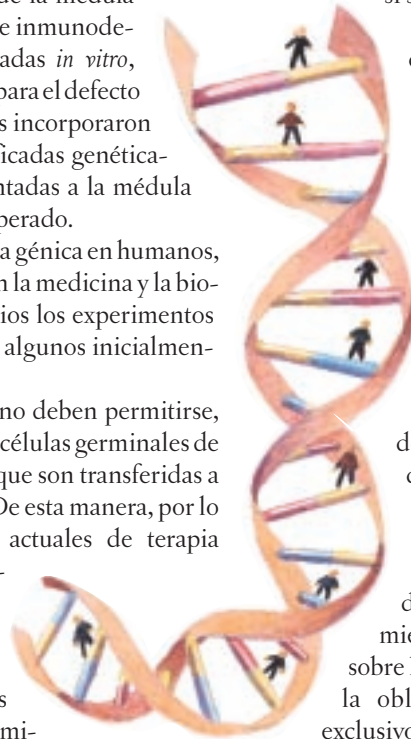 de la médula
e inmunode-
adas in vitro,
para el defecto
s incorporaron
ficadas genética-
ntadas a la médula
perado.
a génica en humanos,
n la medicina y la bio-
ios los experimentos
algunos inicialmen-
no deben permitirse,
células germinales de
que son transferidas a
De esta manera, por lo
actuales de terapia
-
s
mi-
si s
d
d
mie
sobre l
la obl
exclusivo